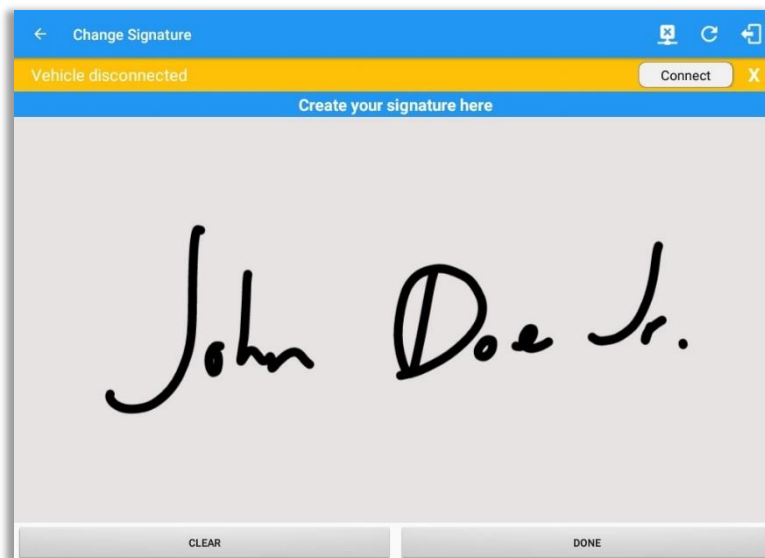 Change Signature
Vehicle disconnected Connect X
Create your signature here
John Doe Jr.
CLEAR DONE